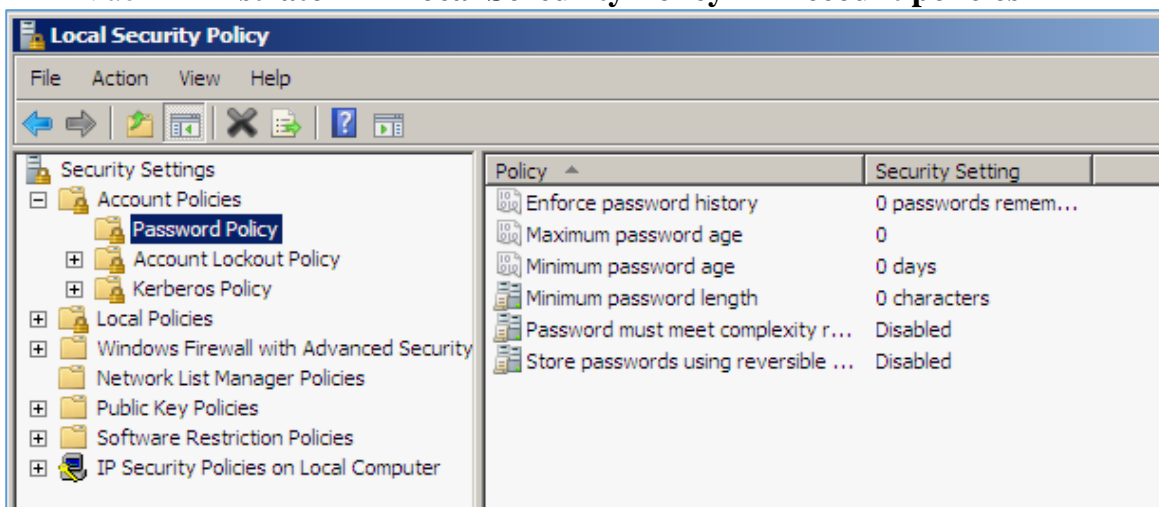 Local Security Policy
File Action View Help
Security Settings
Account Policies
Password Policy
Account Lockout Policy
Kerberos Policy
Local Policies
Windows Firewall with Advanced Security
Network List Manager Policies
Public Key Policies
Software Restriction Policies
IP Security Policies on Local Computer
Policy Security Setting
Enforce password history 0 passwords remem...
Maximum password age 0
Minimum password age 0 days
Minimum password length 0 characters
Password must meet complexity r... Disabled
Store passwords using reversible ... Disabled